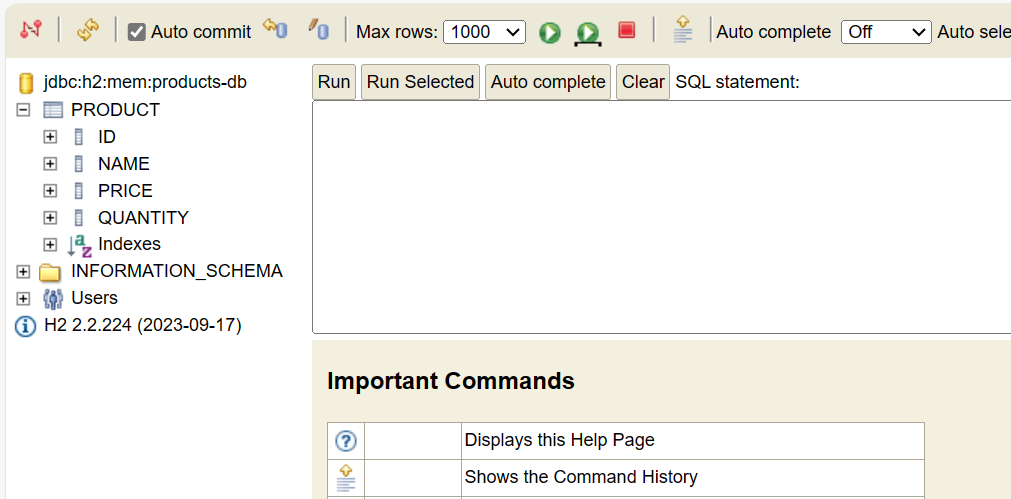 Auto commit Max rows: 1000 Auto complete Off Auto sele
jdbc:h2:mem:products-db
PRODUCT
ID
NAME
PRICE
QUANTITY
Indexes
INFORMATION_SCHEMA
Users
H2 2.2.224 (2023-09-17)
Run Run Selected Auto complete Clear SQL statement:
Important Commands
Displays this Help Page
Shows the Command History